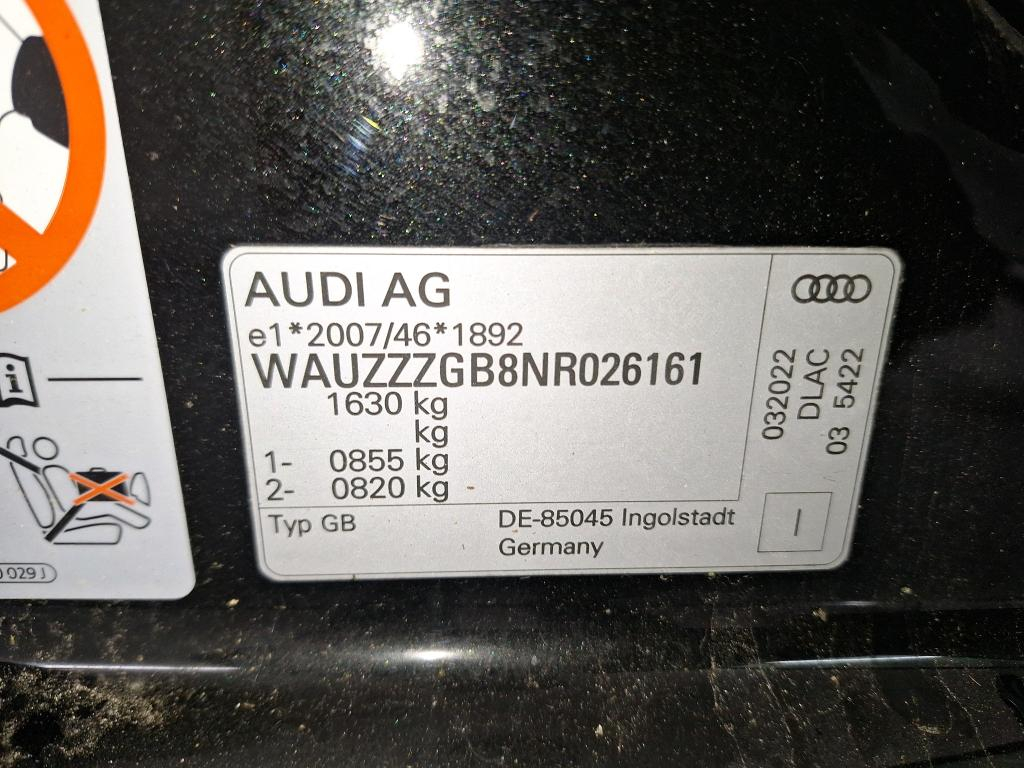 AUDI AG
e1*2007/46*1892
WAUZZZGB8NR026161
1630 kg
kg
1- 0855 kg
2- 0820 kg
Typ GB
DE-85045 Ingolstadt
Germany
032022
DLAC
03 5422
I
i
029 J